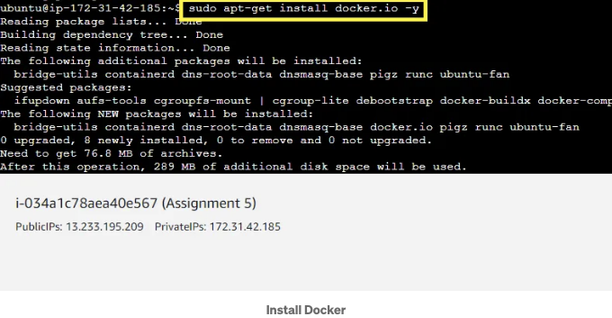 ubuntu@ip-172-31-42-185:~$ sudo apt-get install docker.io -y
Reading package lists... Done
Building dependency tree... Done
Reading state information... Done
The following additional packages will be installed:
bridge-utils containerd dns-root-data dnsmasq-base pigz runc ubuntu-fan
Suggested packages:
ifupdown aufs-tools cgroupfs-mount | cgroup-lite debootstrap docker-buildx docker-comp
The following NEW packages will be installed:
bridge-utils containerd dns-root-data dnsmasq-base docker.io pigz runc ubuntu-fan
0 upgraded, 8 newly installed, 0 to remove and 0 not upgraded.
Need to get 76.8 MB of archives.
After this operation, 289 MB of additional disk space will be used.
i-034a1c78aea40e567 (Assignment 5)
PublicIPs: 13.233.195.209 PrivateIPs: 172.31.42.185
Install Docker